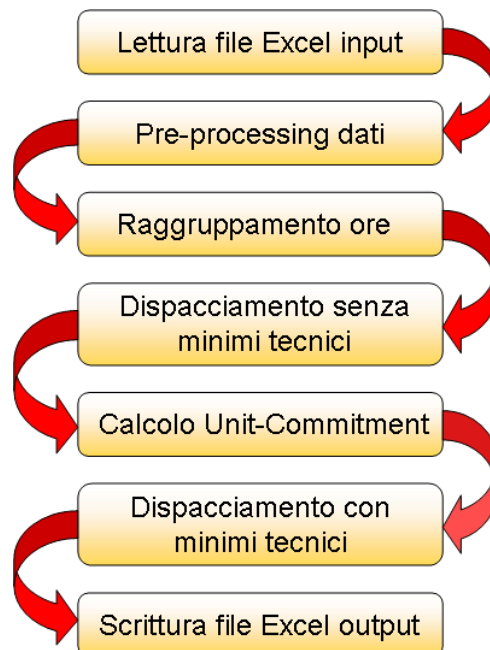 Lettura file Excel input
Pre-processing dati
Raggruppamento ore
Dispacciamento senza
minimi tecnici
Calcolo Unit-Commitment
Dispacciamento con
minimi tecnici
Scrittura file Excel output